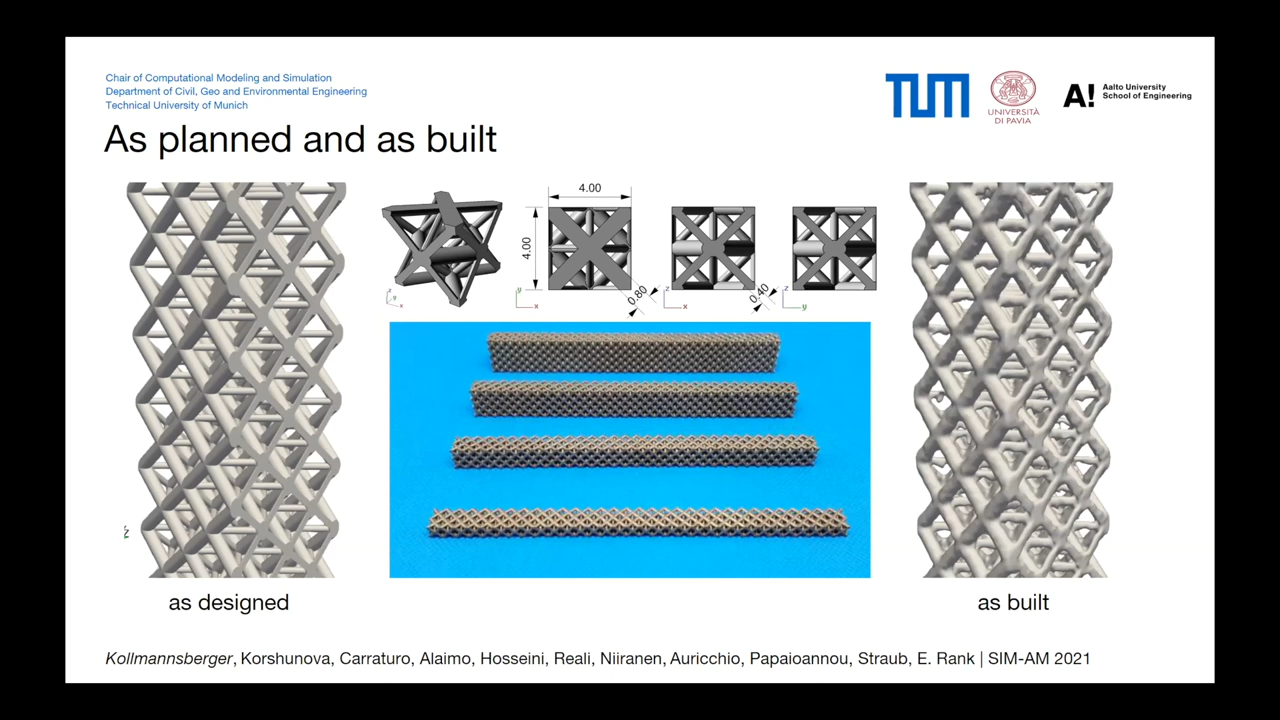 Chair of Computational Modeling and Simulation
Department of Civil, Geo and Environmental Engineering
Technical University of Munich
TUM
UNIVERSITÀ
DI PAVIA
A!
Aalto University
School of Engineering
As planned and as built
4.00
4.00
0.80
0.40
z
y
x
y
x
z
x
z
y
z
as designed
as built
Kollmannsberger, Korshunova, Carraturo, Alaimo, Hosseini, Reali, Niiranen, Auricchio, Papaioannou, Straub, E. Rank | SIM-AM 2021